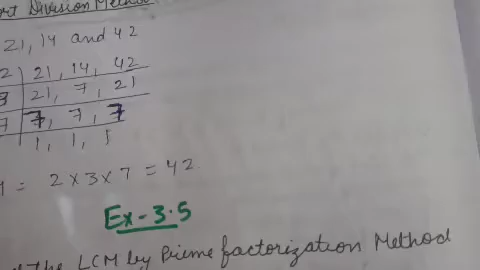 Division Method
21, 14 and 42
2 | 21, 14, 42
3 | 21, 7, 21
7 | 7, 7, 7
1, 1, 1
= 2 x 3 x 7 = 42.
Ex-3.5
the LCM by Prime factorization Method